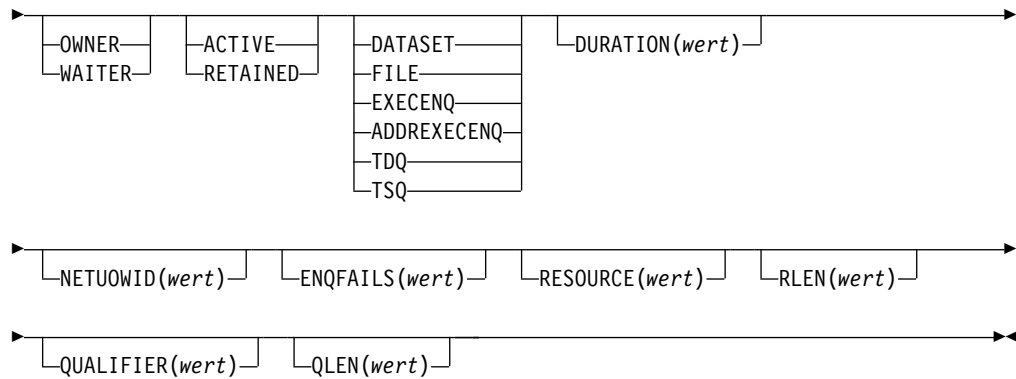 OWNER ACTIVE DATASET DURATION(wert)
WAITER RETAINED FILE
EXECENQ
ADDREXECENQ
TDQ
TSQ
NETUOWID(wert) ENQFAILS(wert) RESOURCE(wert) RLEN(wert)
QUALIFIER(wert) QLEN(wert)